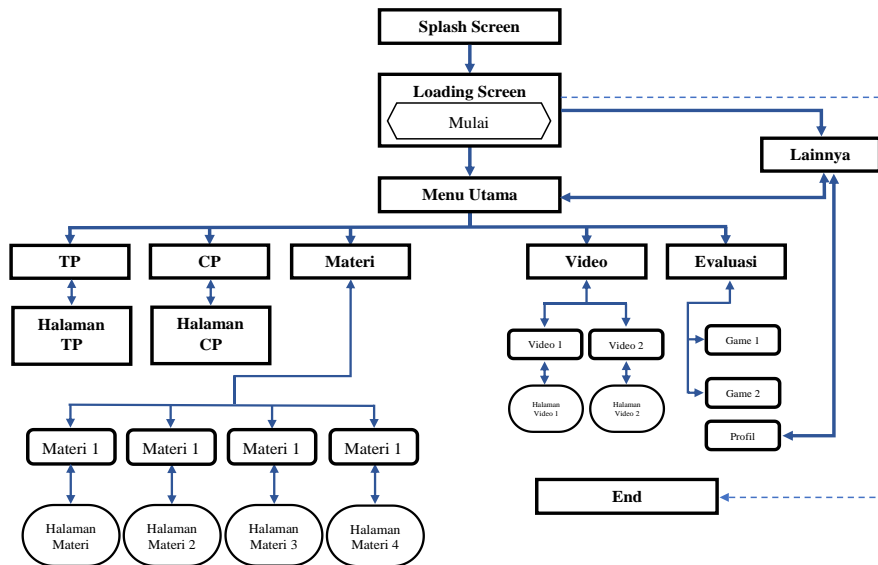 Splash Screen
Loading Screen
Mulai
Lainnya
Menu Utama
TP
CP
Materi
Video
Evaluasi
Halaman
TP
Halaman
CP
Video 1
Video 2
Game 1
Halaman
Video 1
Halaman
Video 2
Game 2
Profil
Materi 1
Materi 1
Materi 1
Materi 1
End
Halaman
Materi
Halaman
Materi 2
Halaman
Materi 3
Halaman
Materi 4